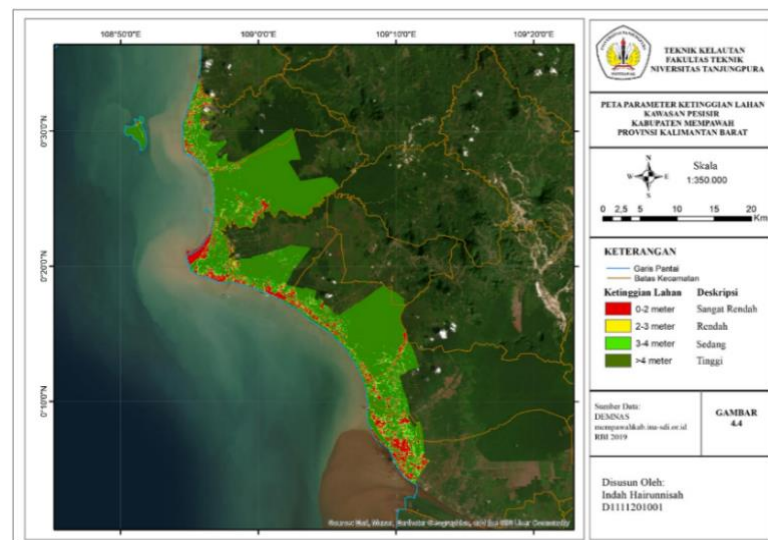 108°50'0"E
109°0'0"E
109°10'0"E
109°20'0"E
0°30'0"N
0°20'0"N
0°10'0"N
TEKNIK KELAUTAN
FAKULTAS TEKNIK
NIVERSITAS TANJUNGPURA
PETA PARAMETER KETINGGIAN LAHAN
KAWASAN PESISIR
KABUPATEN MEMPAWAH
PROVINSI KALIMANTAN BARAT
N
W
E
S
Skala
1:350.000
0 2,5 5 10 15 20
Km
KETERANGAN
Garis Pantai
Batas Kecamatan
Ketinggian Lahan Deskripsi
0-2 meter Sangat Rendah
2-3 meter Rendah
3-4 meter Sedang
>4 meter Tinggi
Sumber Data:
DEMNAS
RBI 2019
GAMBAR
4.4
Disusun Oleh:
Indah Hairunnisah
D1111201001